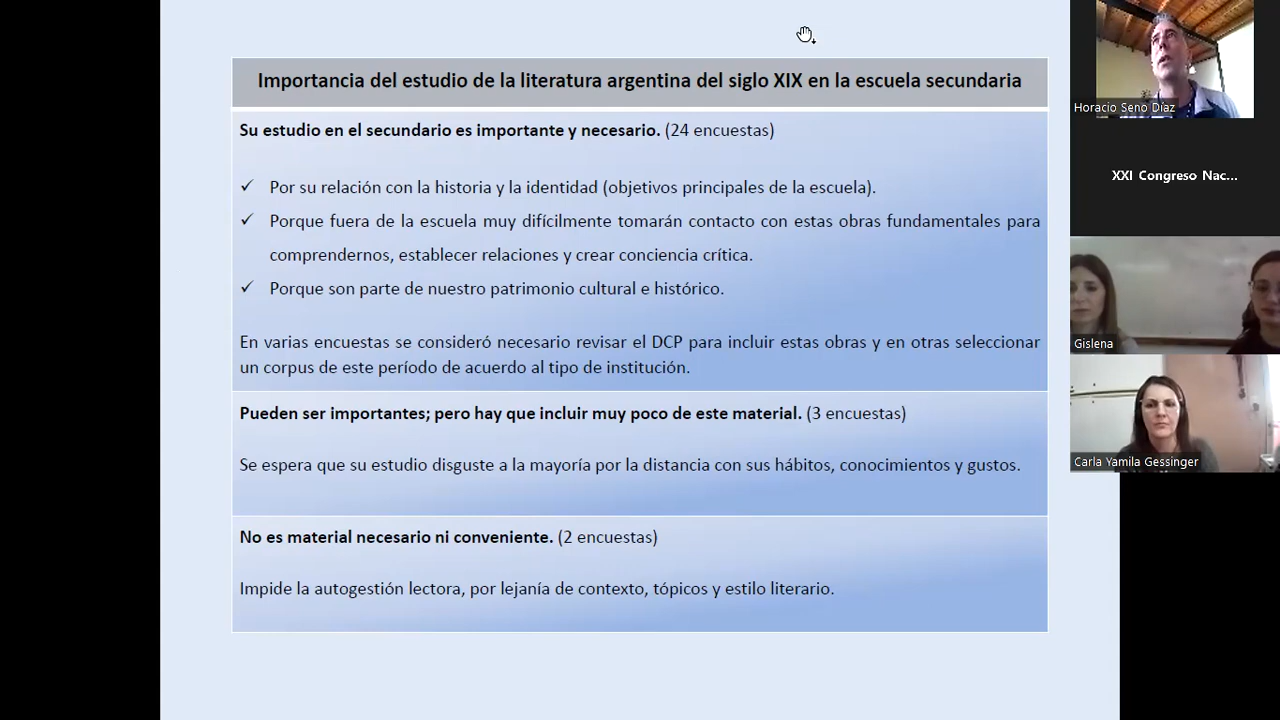 Importancia del estudio de la literatura argentina del siglo XIX en la escuela secundaria
Su estudio en el secundario es importante y necesario. (24 encuestas)
✓ Por su relación con la historia y la identidad (objetivos principales de la escuela).
✓ Porque fuera de la escuela muy difícilmente tomarán contacto con estas obras fundamentales para
comprendernos, establecer relaciones y crear conciencia crítica.
✓ Porque son parte de nuestro patrimonio cultural e histórico.
En varias encuestas se consideró necesario revisar el DCP para incluir estas obras y en otras seleccionar
un corpus de este período de acuerdo al tipo de institución.
Pueden ser importantes; pero hay que incluir muy poco de este material. (3 encuestas)
Se espera que su estudio disguste a la mayoría por la distancia con sus hábitos, conocimientos y gustos.
No es material necesario ni conveniente. (2 encuestas)
Impide la autogestión lectora, por lejanía de contexto, tópicos y estilo literario.
Horacio Seno Díaz
XXI Congreso Nac...
Gislena
Carla Yamila Gessinger